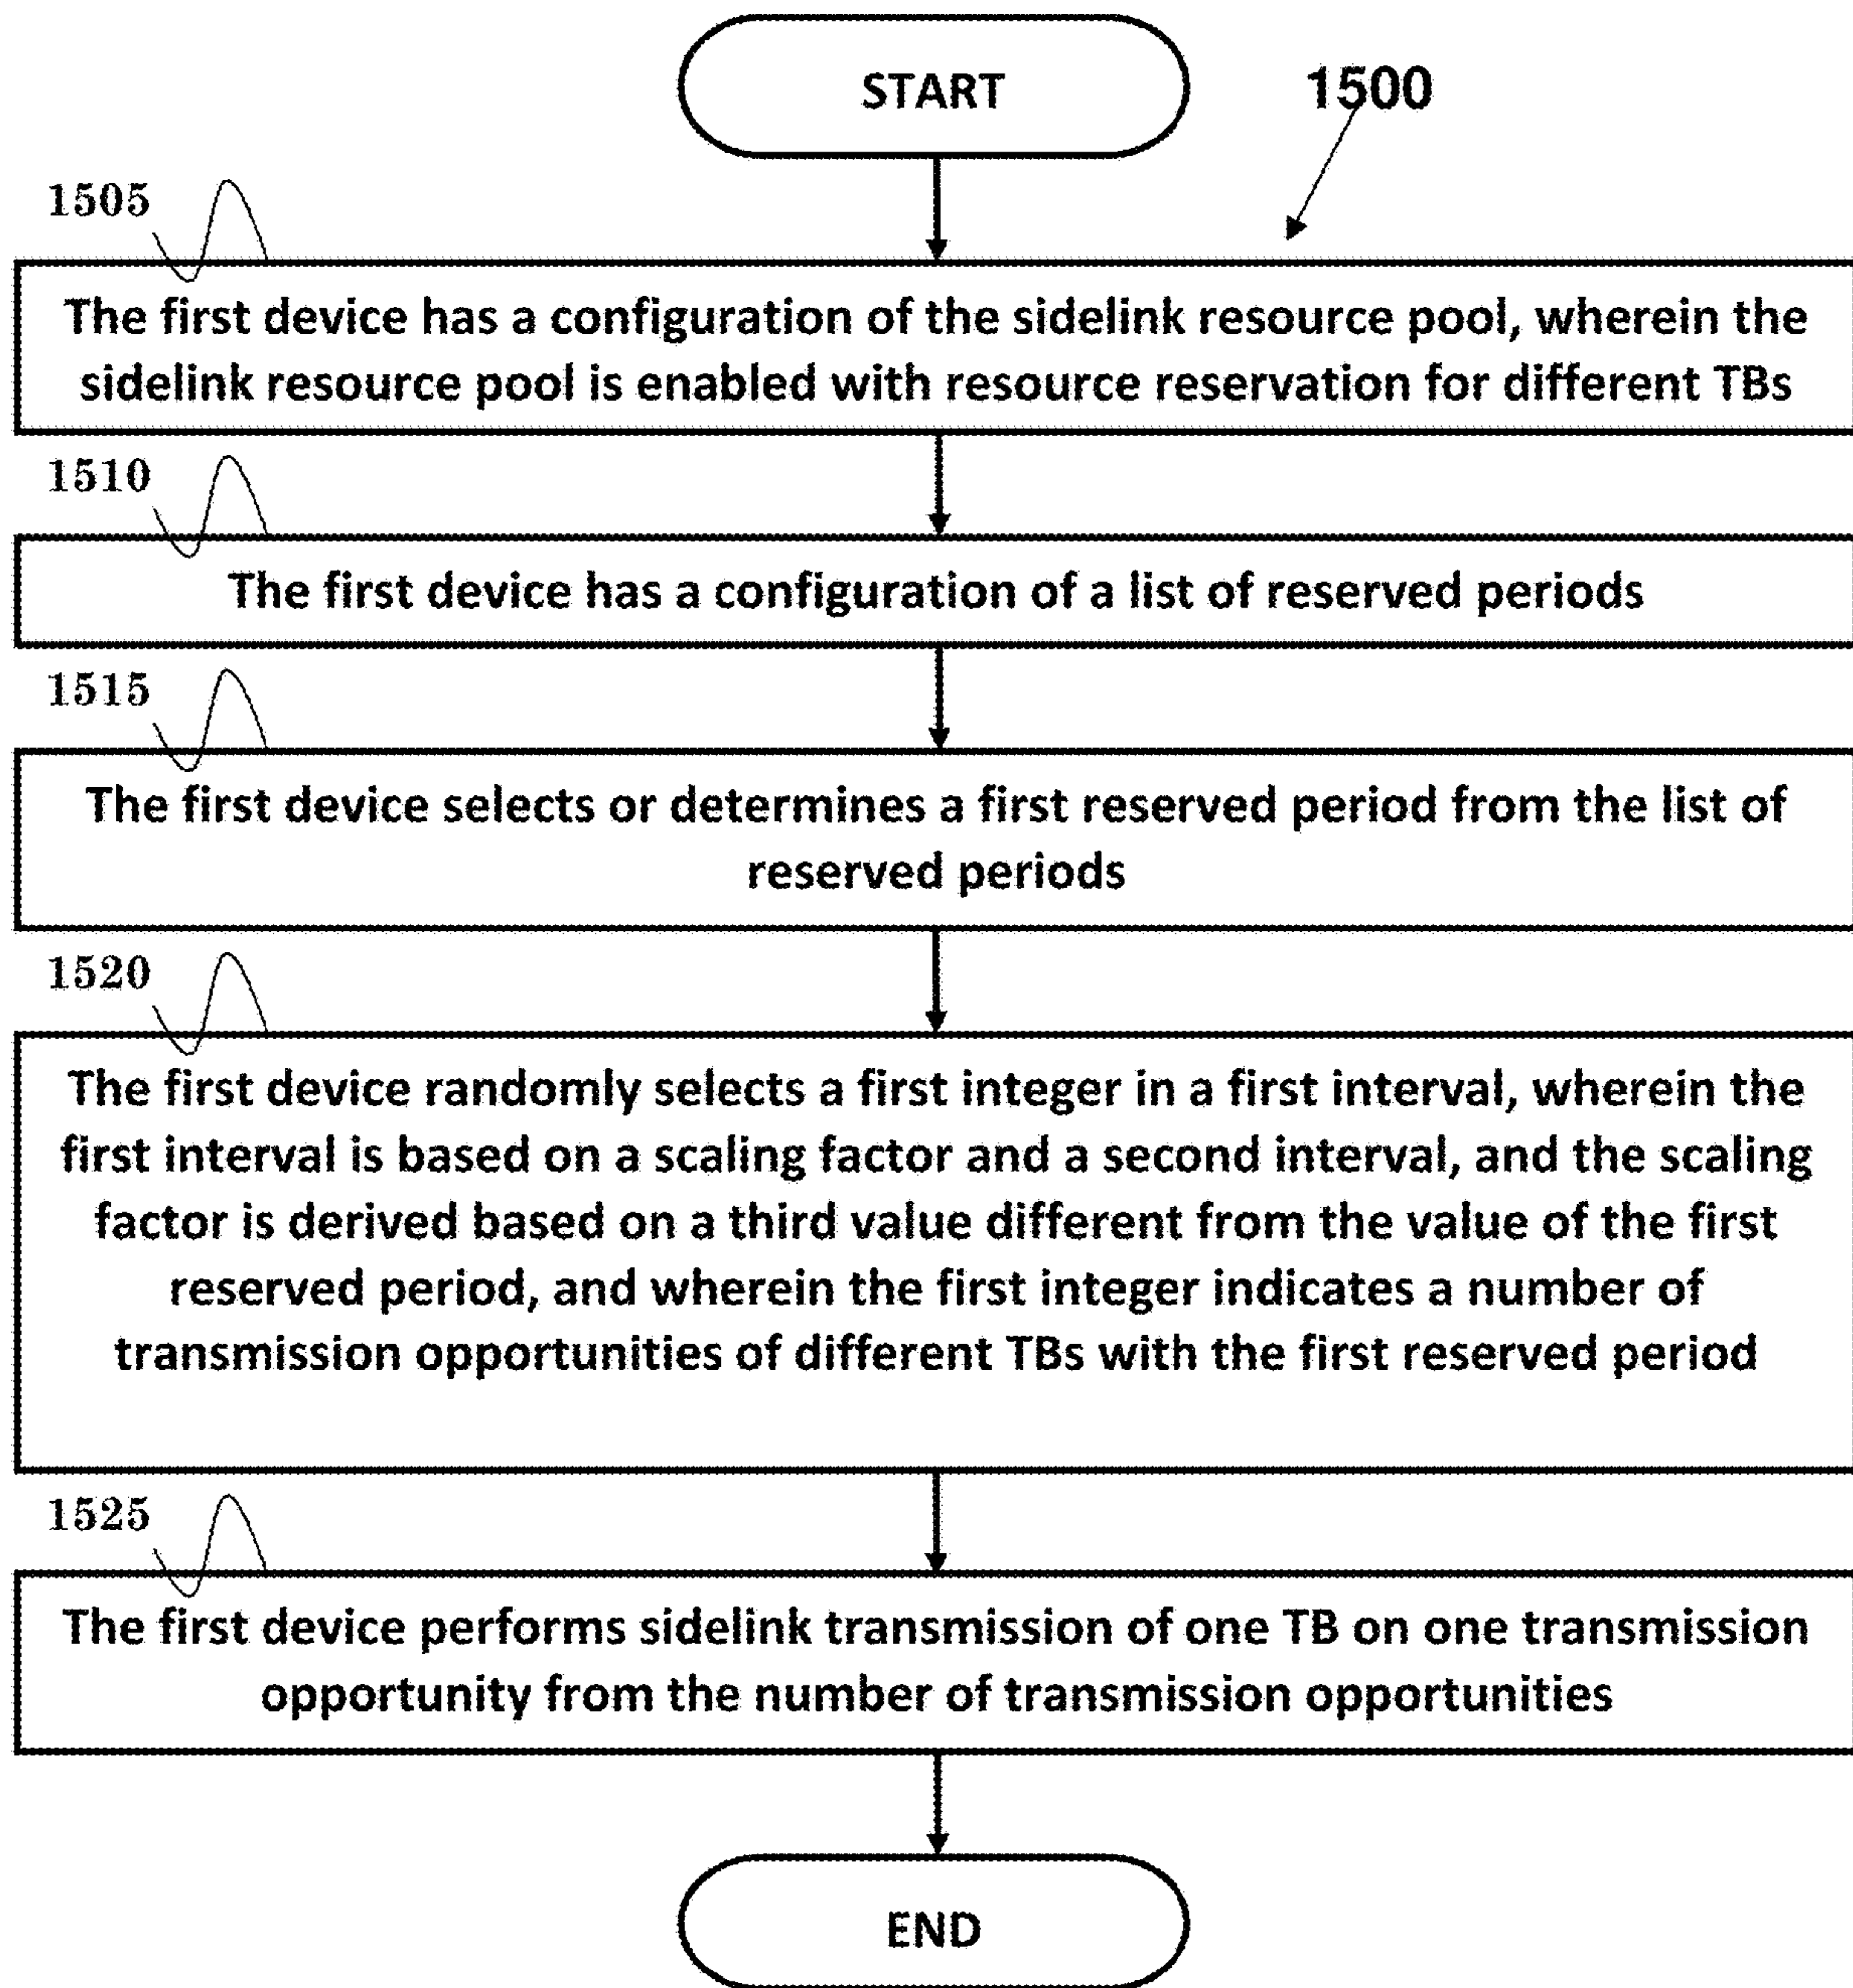 START
1500
1505
The first device has a configuration of the sidelink resource pool, wherein the
sidelink resource pool is enabled with resource reservation for different TBs
1510
The first device has a configuration of a list of reserved periods
1515
The first device selects or determines a first reserved period from the list of
reserved periods
1520
The first device randomly selects a first integer in a first interval, wherein the
first interval is based on a scaling factor and a second interval, and the scaling
factor is derived based on a third value different from the value of the first
reserved period, and wherein the first integer indicates a number of
transmission opportunities of different TBs with the first reserved period
1525
The first device performs sidelink transmission of one TB on one transmission
opportunity from the number of transmission opportunities
END